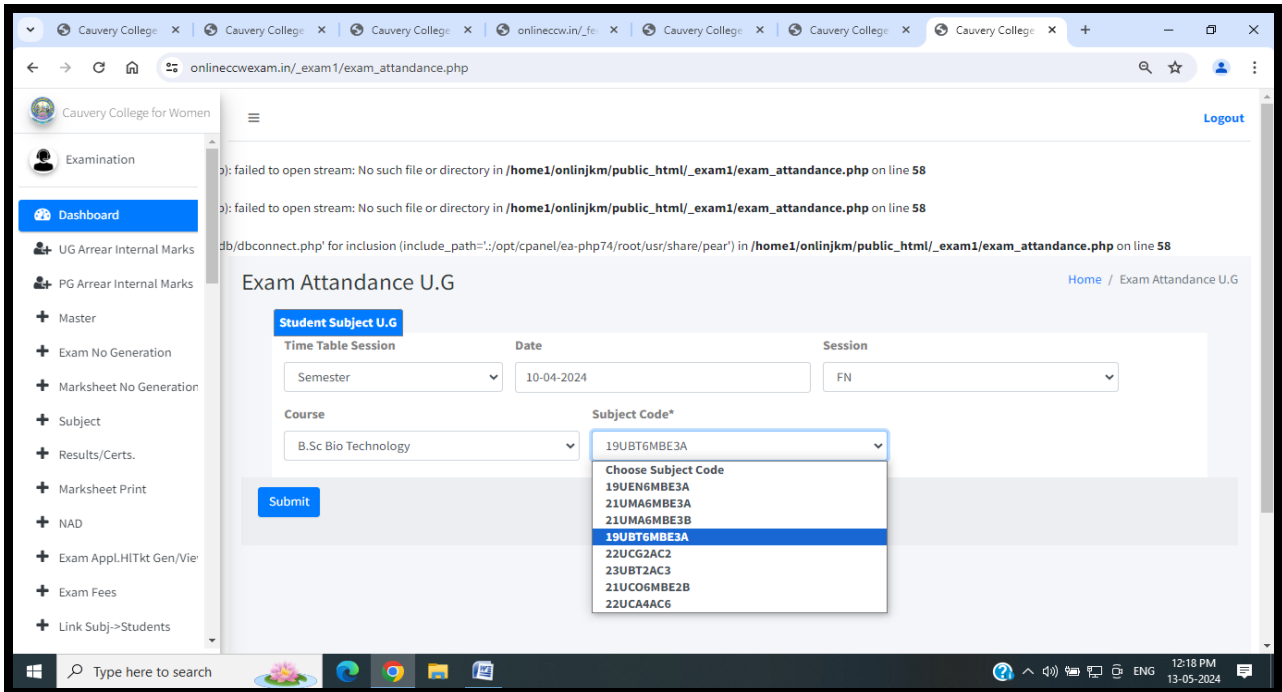 Cauvery College
Cauvery College
Cauvery College
onlineccw.in/_fe
Cauvery College
Cauvery College
Cauvery College
onlineccwexam.in/_exam1/exam_attandance.php
Cauvery College for Women
Logout
Examination
): failed to open stream: No such file or directory in /home1/onlinjkm/public_html/_exam1/exam_attandance.php on line 58
): failed to open stream: No such file or directory in /home1/onlinjkm/public_html/_exam1/exam_attandance.php on line 58
db/dbconnect.php' for inclusion (include_path='.:/opt/cpanel/ea-php74/root/usr/share/pear') in /home1/onlinjkm/public_html/_exam1/exam_attandance.php on line 58
Dashboard
UG Arrear Internal Marks
PG Arrear Internal Marks
Master
Exam No Generation
Marksheet No Generation
Subject
Results/Certs.
Marksheet Print
NAD
Exam Appl.HlTkt Gen/Vie
Exam Fees
Link Subj->Students
Exam Attandance U.G
Home / Exam Attandance U.G
Student Subject U.G
Time Table Session Date Session
Semester 10-04-2024 FN
Course Subject Code*
B.Sc Bio Technology 19UBT6MBE3A
Choose Subject Code
19UEN6MBE3A
21UMA6MBE3A
21UMA6MBE3B
19UBT6MBE3A
22UCG2AC2
23UBT2AC3
21UCO6MBE2B
22UCA4AC6
Submit
Type here to search
ENG
12:18 PM
13-05-2024